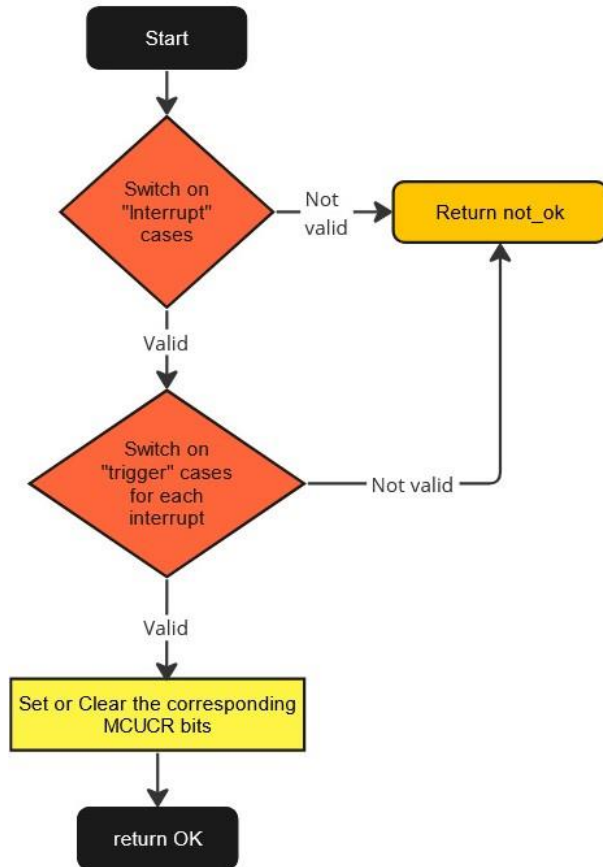 Start
Switch on
"Interrupt"
cases
Not
valid
Return not_ok
Valid
Switch on
"trigger" cases
for each
interrupt
Not valid
Valid
Set or Clear the corresponding
MCUCR bits
return OK